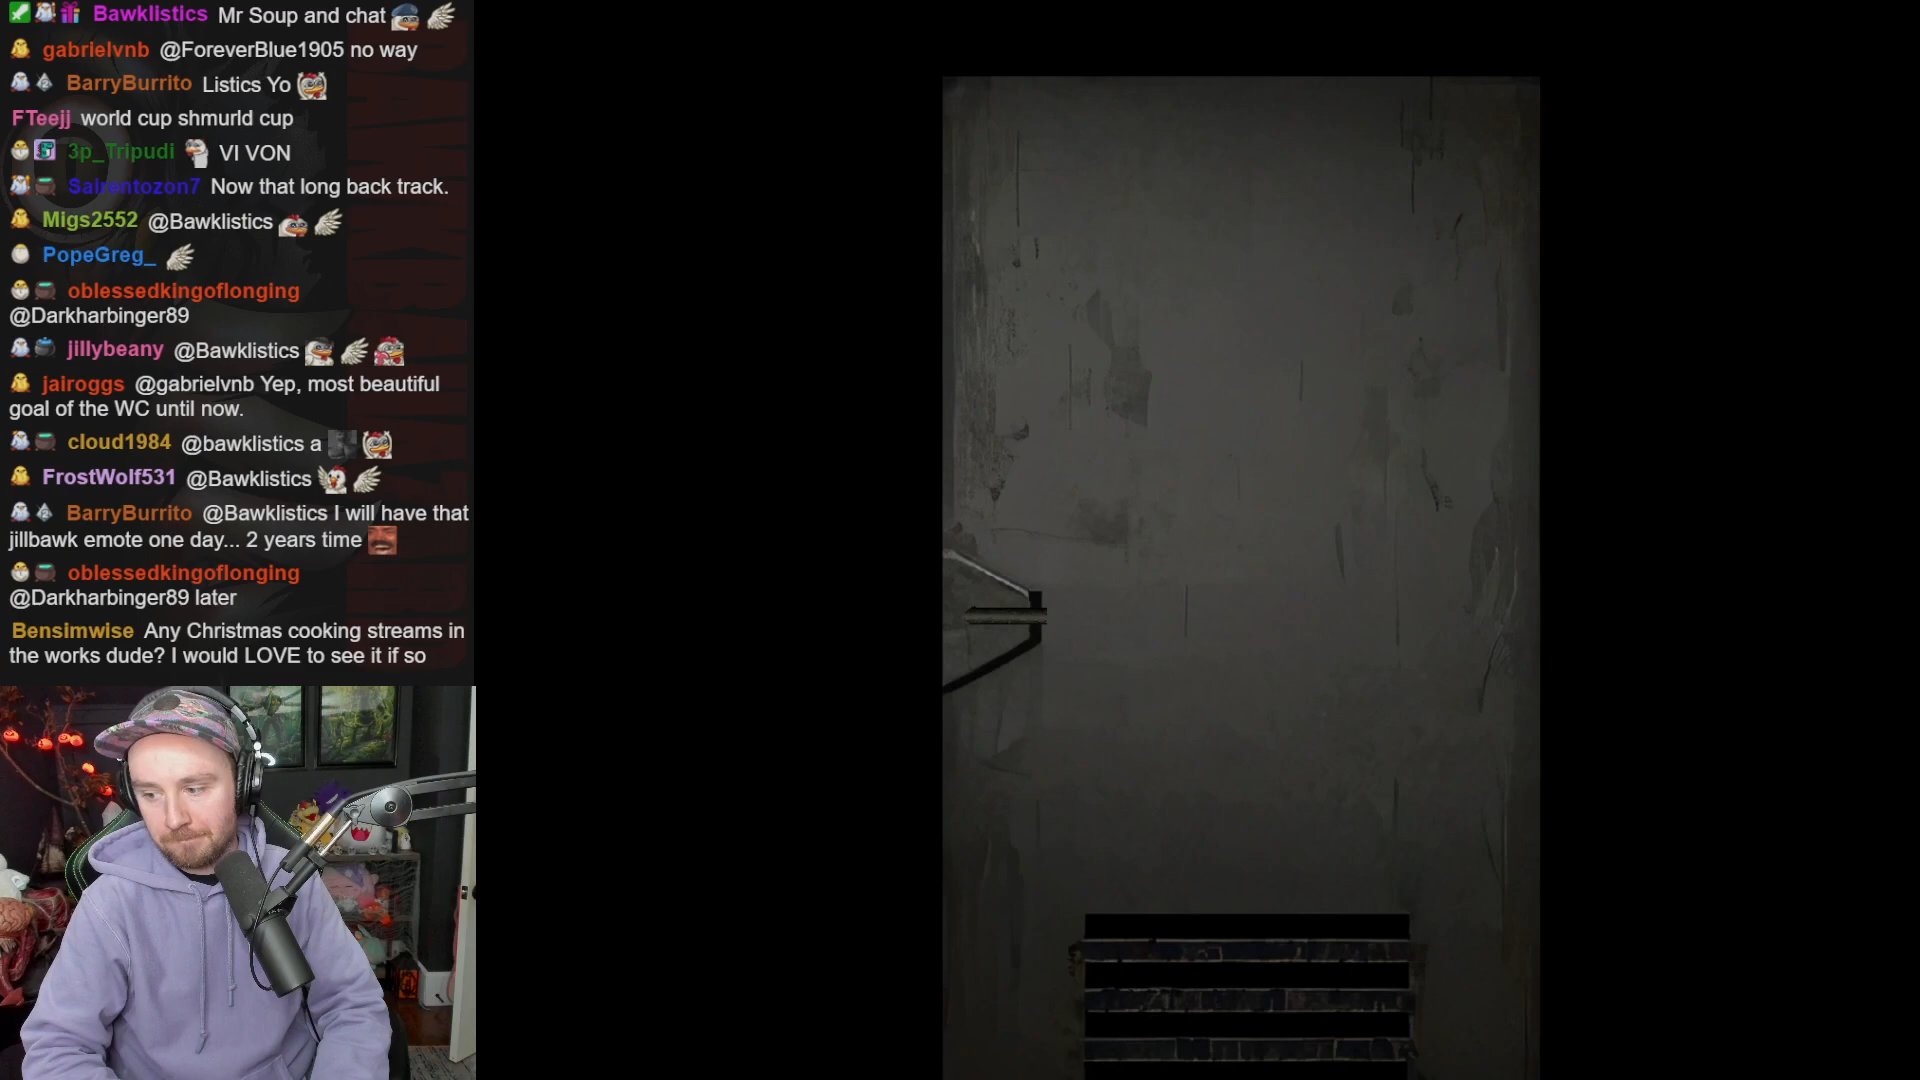 Bawklistics Mr Soup and chat
gabrielvnb @ForeverBlue1905 no way
BarryBurrito Listics Yo
FTeejj world cup shmurld cup
3p_Tripudi VI VON
Salrentozon7 Now that long back track.
Migs2552 @Bawklistics
PopeGreg_
oblessedkingoflonging
@Darkharbinger89
jillybeany @Bawklistics
jairoggs @gabrielvnb Yep, most beautiful
goal of the WC until now.
cloud1984 @bawklistics a
FrostWolf531 @Bawklistics
BarryBurrito @Bawklistics I will have that
jillbawk emote one day... 2 years time
oblessedkingoflonging
@Darkharbinger89 later
Bensimwise Any Christmas cooking streams in
the works dude? I would LOVE to see it if so